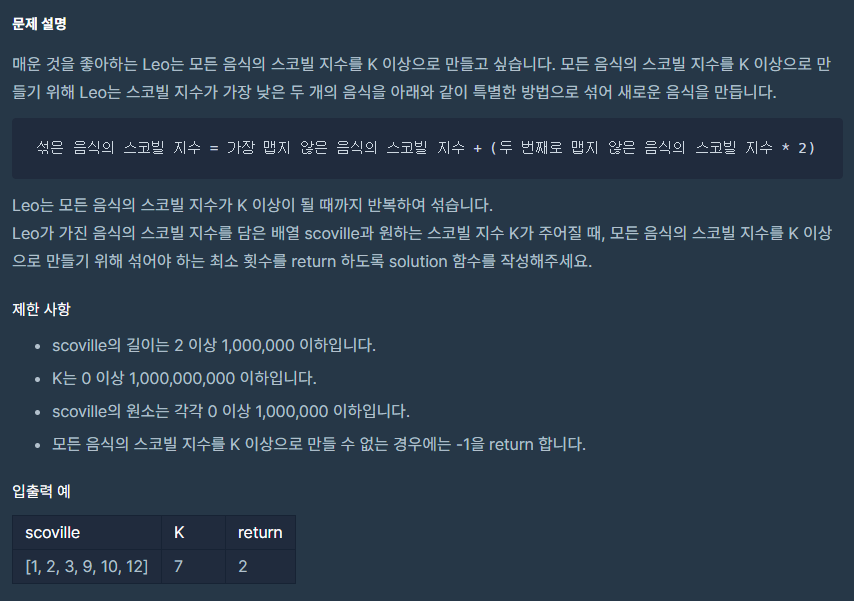 문제 설명
매운 것을 좋아하는 Leo는 모든 음식의 스코빌 지수를 K 이상으로 만들고 싶습니다. 모든 음식의 스코빌 지수를 K 이상으로 만
들기 위해 Leo는 스코빌 지수가 가장 낮은 두 개의 음식을 아래와 같이 특별한 방법으로 섞어 새로운 음식을 만듭니다.
섞은 음식의 스코빌 지수 = 가장 맵지 않은 음식의 스코빌 지수 + (두 번째로 맵지 않은 음식의 스코빌 지수 * 2)
Leo는 모든 음식의 스코빌 지수가 K 이상이 될 때까지 반복하여 섞습니다.
Leo가 가진 음식의 스코빌 지수를 담은 배열 scoville과 원하는 스코빌 지수 K가 주어질 때, 모든 음식의 스코빌 지수를 K 이상
으로 만들기 위해 섞어야 하는 최소 횟수를 return 하도록 solution 함수를 작성해주세요.
제한 사항
• scoville의 길이는 2 이상 1,000,000 이하입니다.
• K는 0 이상 1,000,000,000 이하입니다.
• scoville의 원소는 각각 0 이상 1,000,000 이하입니다.
• 모든 음식의 스코빌 지수를 K 이상으로 만들 수 없는 경우에는 -1을 return 합니다.
입출력 예
scoville K return
[1, 2, 3, 9, 10, 12] 7 2